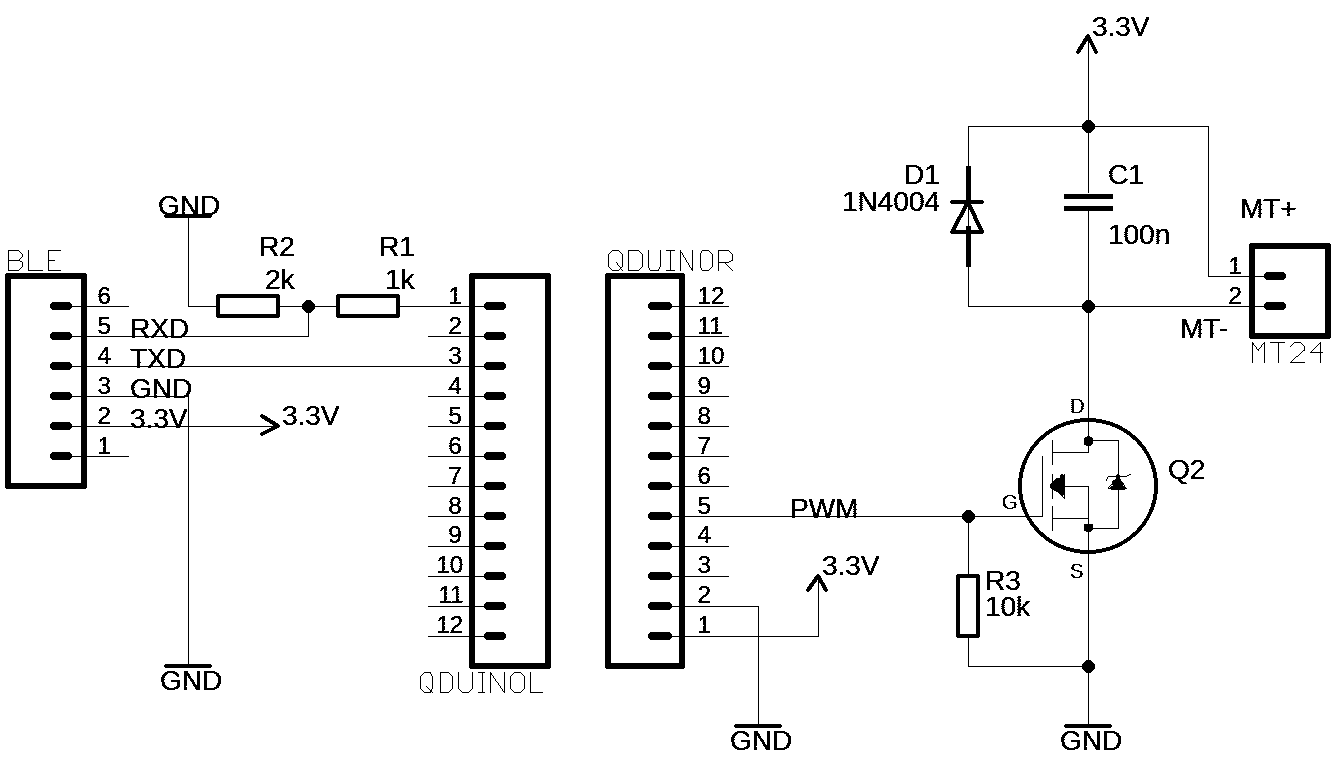 3.3V
D1
1N4004
C1
100n
MT+
1
2
MT-
MT24
GND
R2
2k
R1
1k
BLE
6
5
4
3
2
1
RXD
TXD
GND
3.3V
3.3V
GND
1
2
3
4
5
6
7
8
9
10
11
12
QDUINOL
QDUINOR
12
11
10
9
8
7
6
5
4
3
2
1
PWM
3.3V
GND
D
G
S
Q2
R3
10k
GND